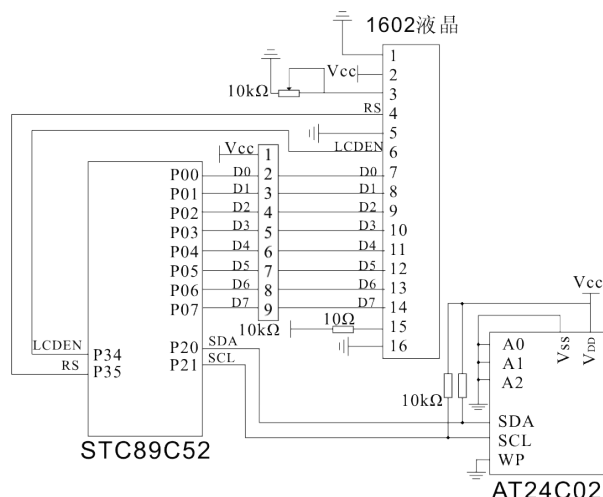 1602液晶
1
Vcc
2
10kΩ
3
RS
4
5
LCDEN
6
Vcc
1
P00
D0
2
D0
7
P01
D1
3
D1
8
P02
D2
4
D2
9
P03
D3
5
D3
10
P04
D4
6
D4
11
P05
D5
7
D5
12
P06
D6
8
D6
13
P07
D7
9
D7
14
10kΩ
10Ω
15
16
LCDEN
P34
RS
P35
P20
SDA
P21
SCL
STC89C52
Vcc
A0
A1
A2
Vss
VDD
10kΩ
SDA
SCL
WP
AT24C02